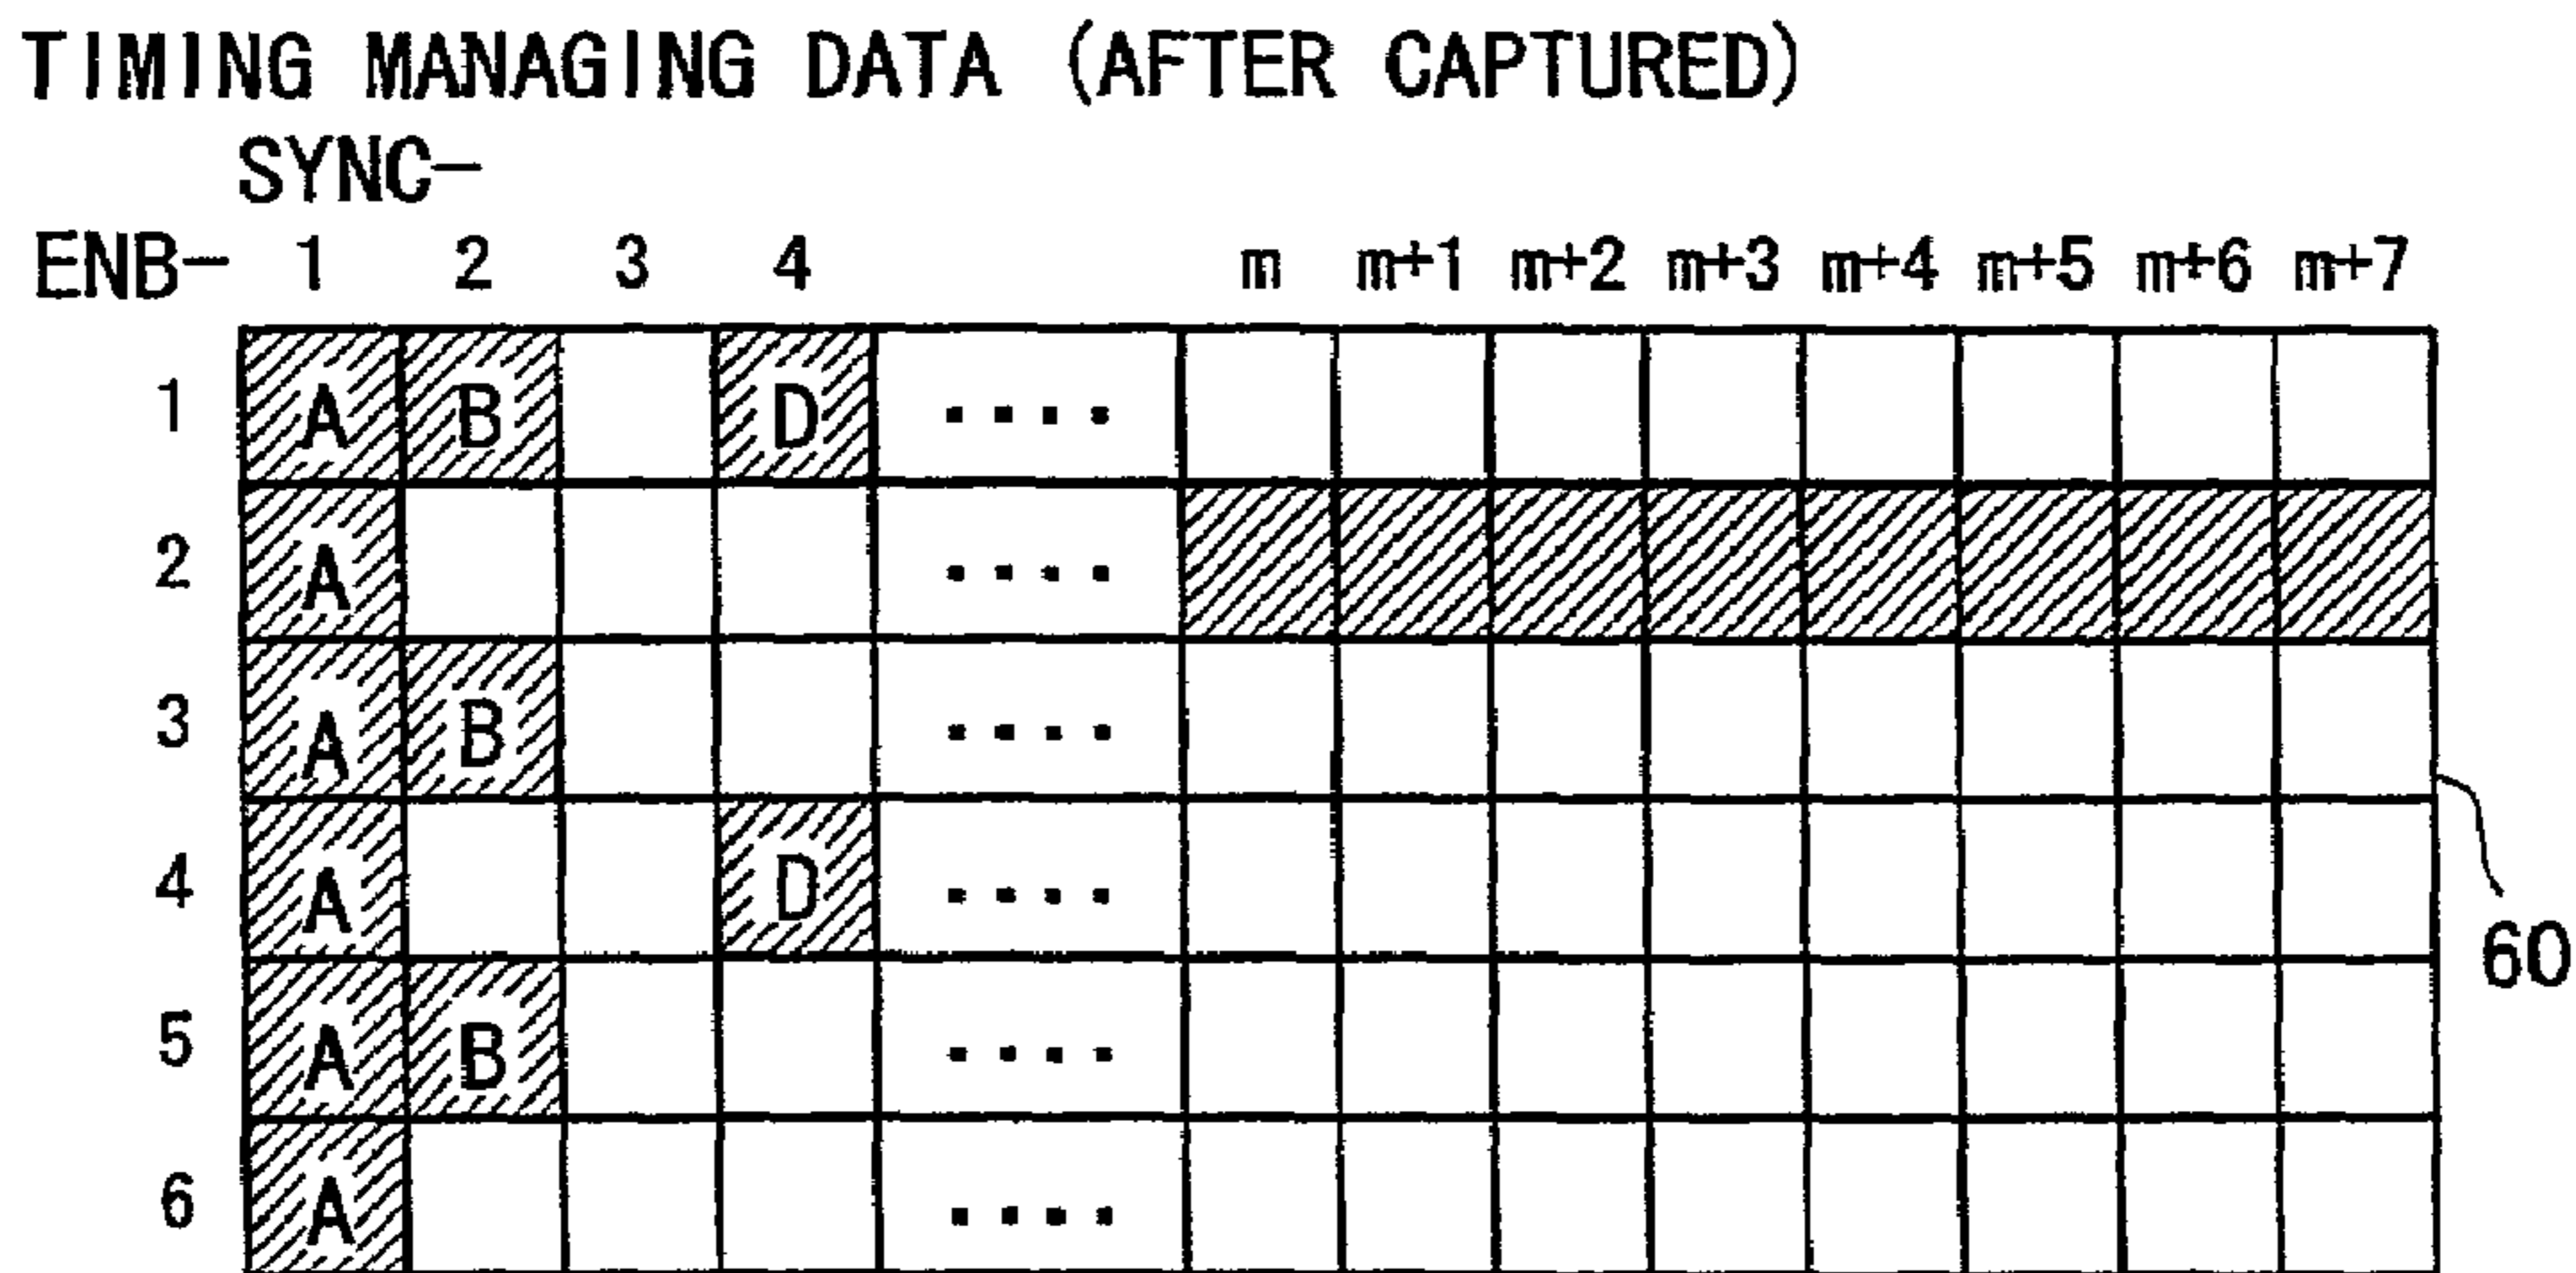 TIMING MANAGING DATA (AFTER CAPTURED)
SYNC-
ENB- 1 2 3 4 m m+1 m+2 m+3 m+4 m+5 m+6 m+7
1 A B D ....
2 A ....
3 A B ....
4 A D ....
60
5 A B ....
6 A ....